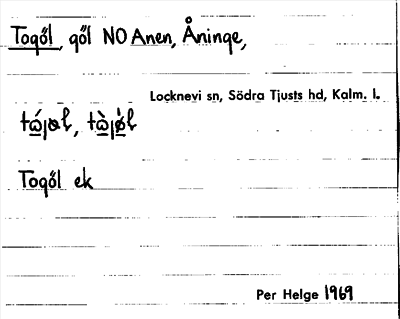 Togöl, göl NO Anen, Åninge,
Locknevi sn, Södra Tjusts hd, Kalm. l.
Togöl ek
Per Helge 1969